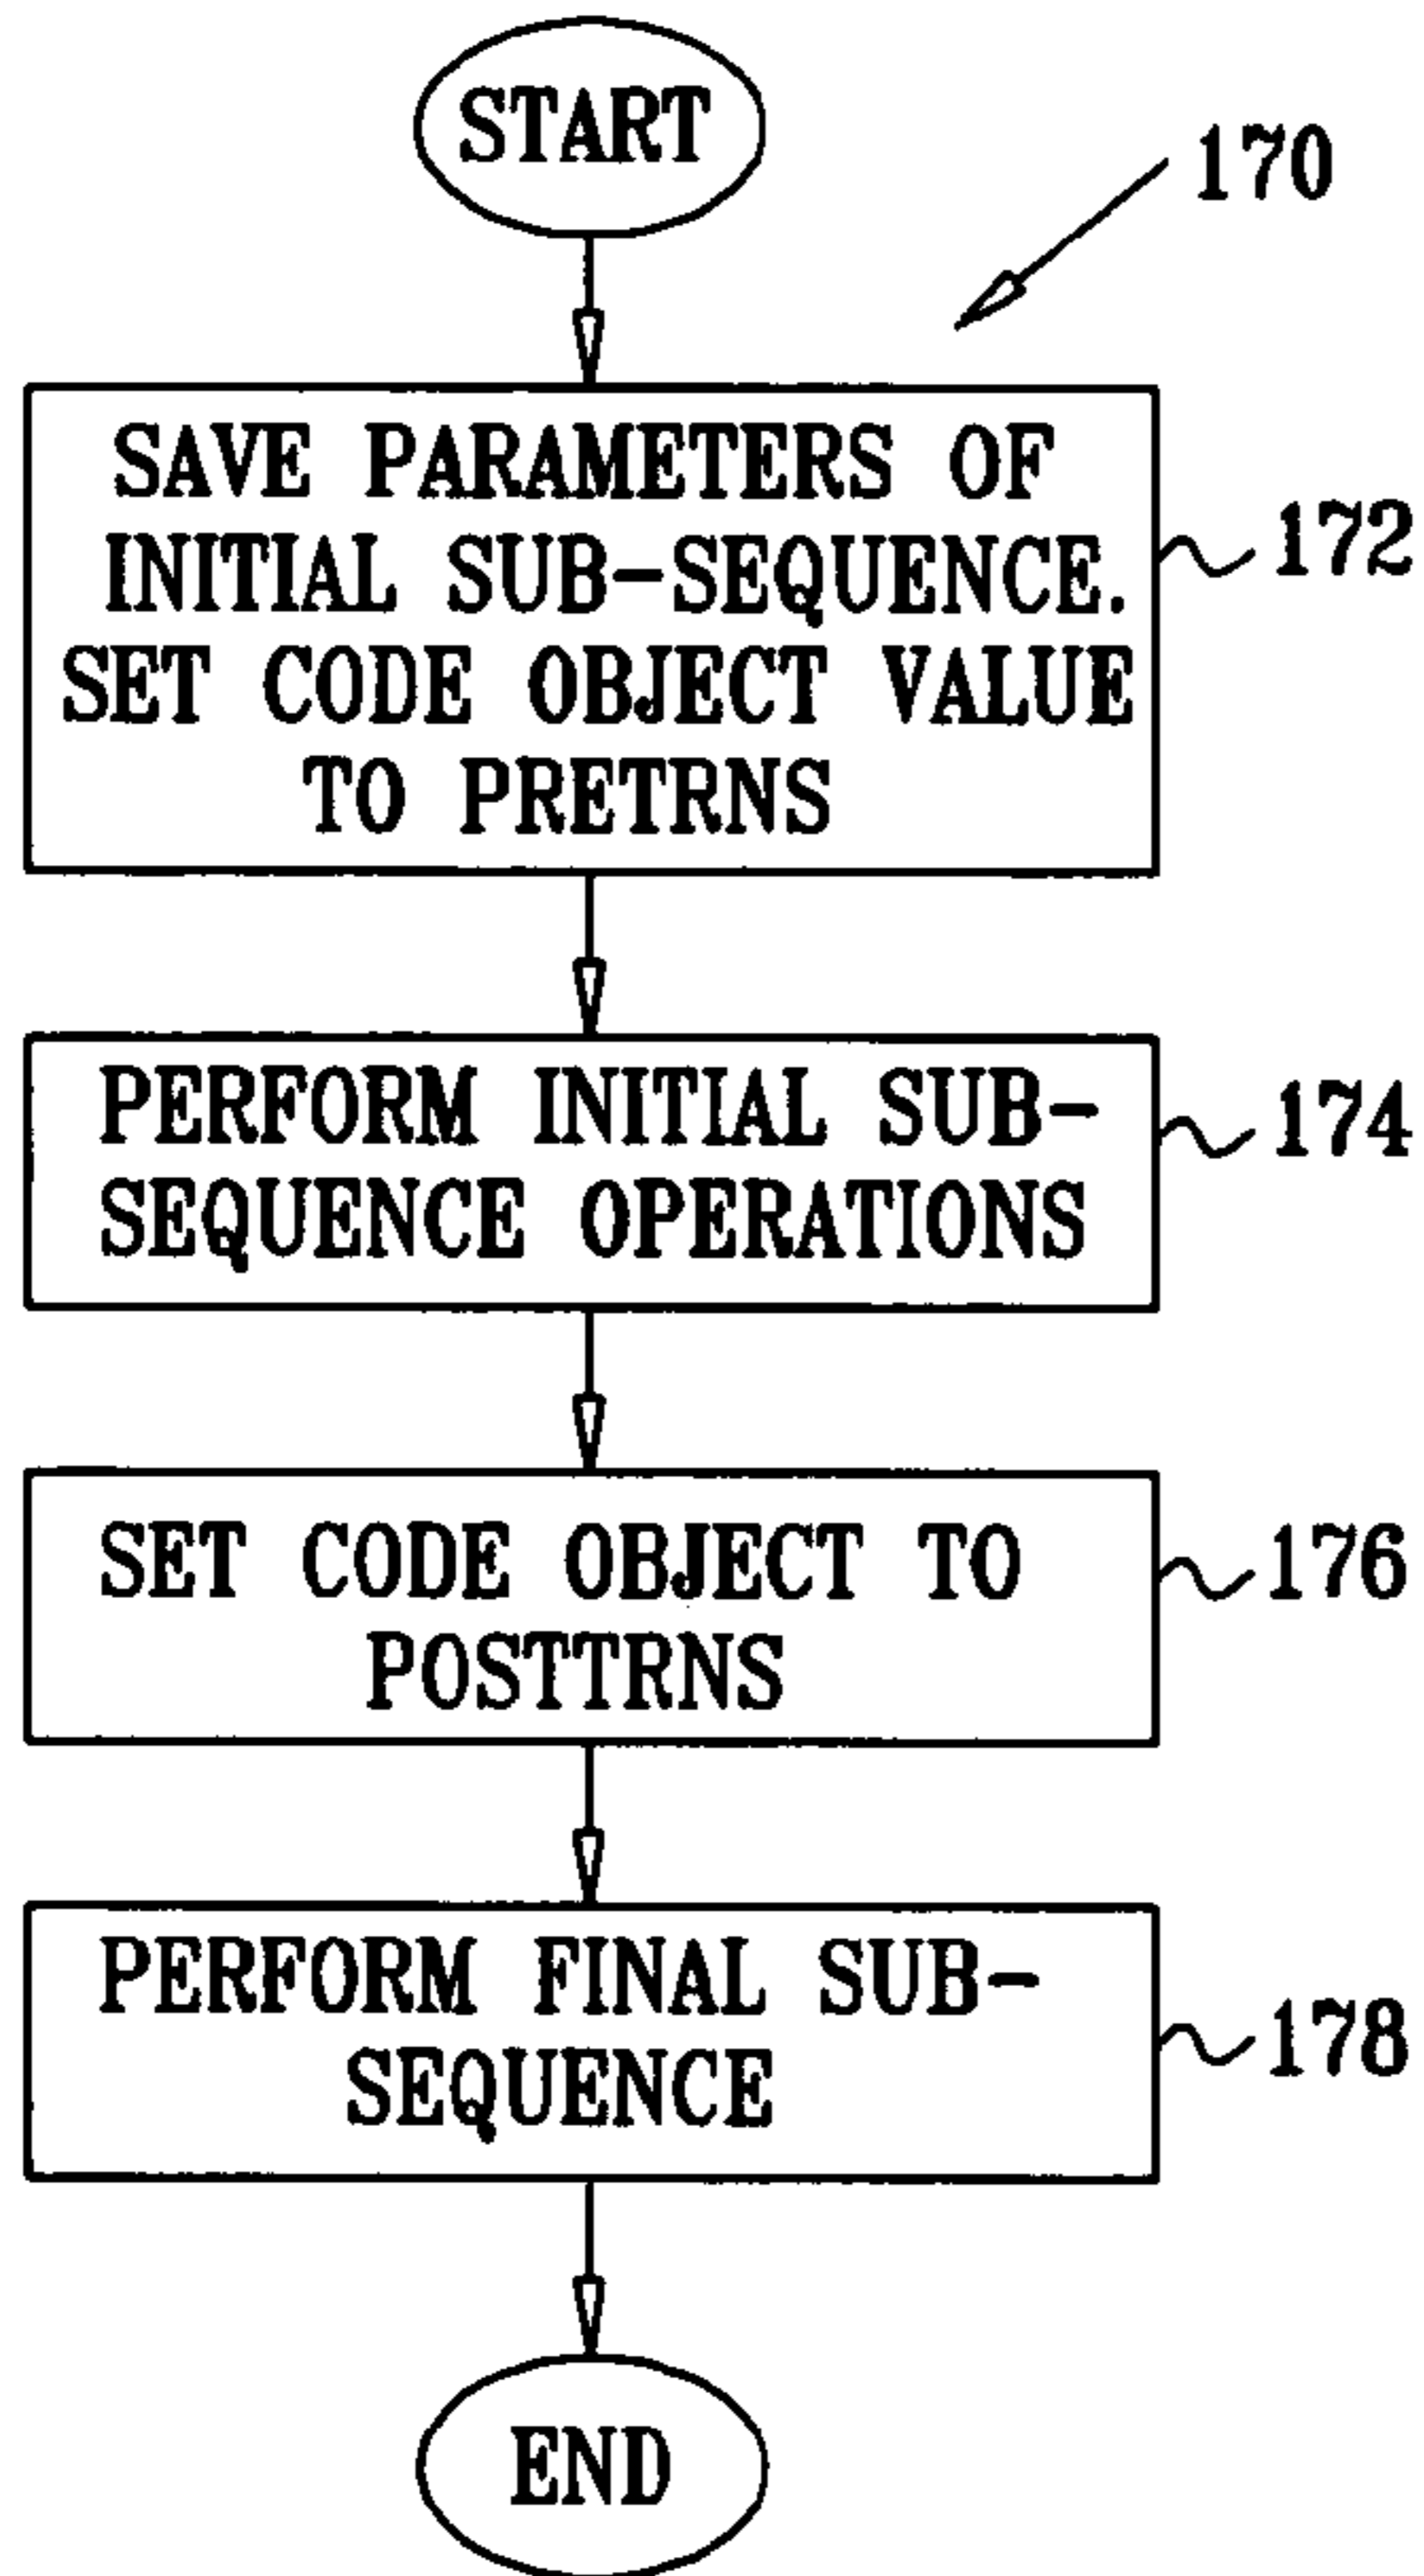 START
170
SAVE PARAMETERS OF
INITIAL SUB-SEQUENCE.
SET CODE OBJECT VALUE
TO PRETRNS
172
PERFORM INITIAL SUB-
SEQUENCE OPERATIONS
174
SET CODE OBJECT TO
POSTTRNS
176
PERFORM FINAL SUB-
SEQUENCE
178
END